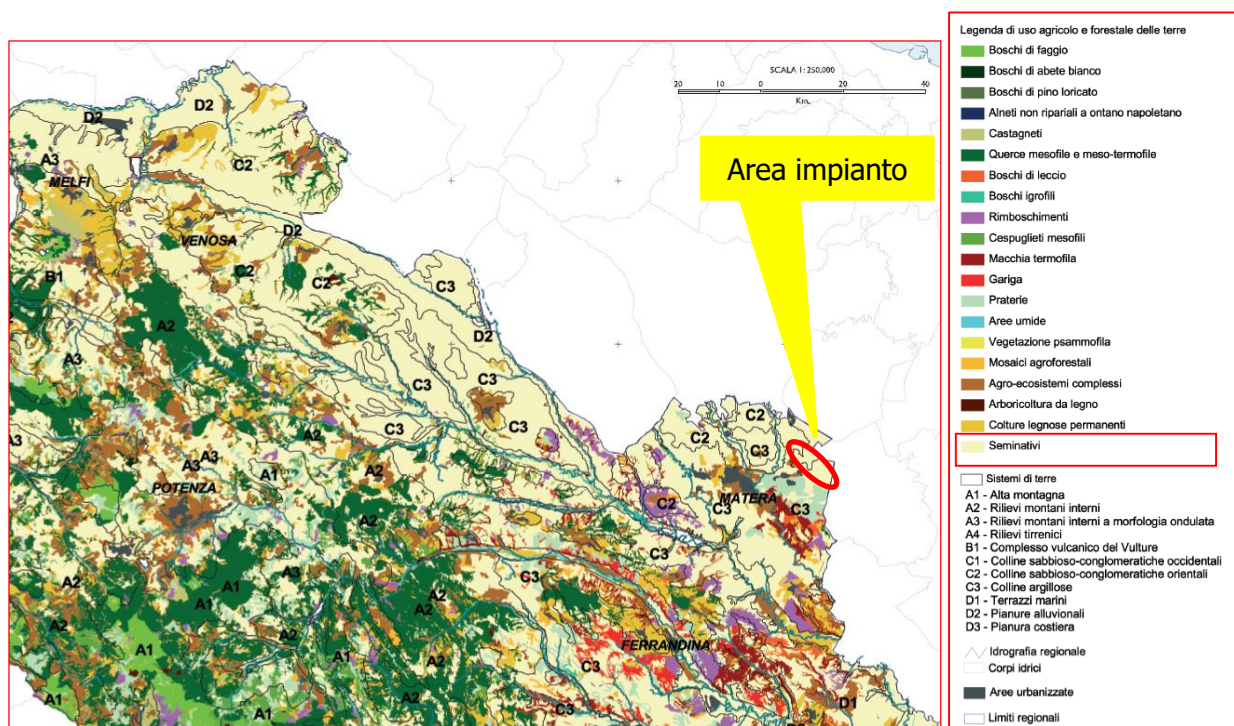 SCALA 1: 250.000
20 10 0 20 40
Km.
Area impianto
D2
D2
A3
C2
MELFI
D2
VENOSA
C2
C2
B1
C3
A2
D2
A3
C3
C3
C2
C2
C3
C3
C3
A3
A3
A3
A1
A2
POTENZA
C2
MATERA
C3
C3
C3
A1
A3
C3
A2
A2
A1
A2
A2
A2
FERRANDINA
A1
A1
C3
A2
A2
A1
A1
C3
D1
Legenda di uso agricolo e forestale delle terre
Boschi di faggio
Boschi di abete bianco
Boschi di pino loricato
Alneti non ripariali a ontano napoletano
Castagneti
Querce mesofile e meso-termofile
Boschi di leccio
Boschi igrofili
Rimboschimenti
Cespuglieti mesofili
Macchia termofila
Gariga
Praterie
Aree umide
Vegetazione psammofila
Mosaici agroforestali
Agro-ecosistemi complessi
Arboricoltura da legno
Colture legnose permanenti
Seminativi
Sistemi di terre
A1 - Alta montagna
A2 - Rilievi montani interni
A3 - Rilievi montani interni a morfologia ondulata
A4 - Rilievi tirrenici
B1 - Complesso vulcanico del Vulture
C1 - Colline sabbioso-conglomeratiche occidentali
C2 - Colline sabbioso-conglomeratiche orientali
C3 - Colline argillose
D1 - Terrazzi marini
D2 - Pianure alluvionali
D3 - Pianura costiera
Idrografia regionale
Corpi idrici
Aree urbanizzate
Limiti regionali